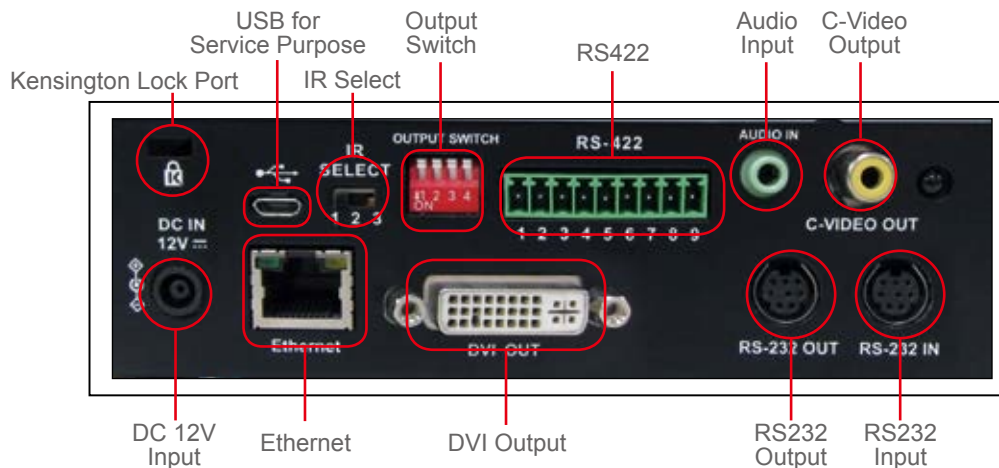 USB for
Service Purpose
Output
Switch
Audio
Input
C-Video
Output
RS422
Kensington Lock Port
IR Select
IR
SELECT
1 2 3
OUTPUT SWITCH
1 2 3 4
ON
RS-422
1 2 3 4 5 6 7 8 9
AUDIO IN
C-VIDEO OUT
K
DC IN
12V
Ethernet
DVI OUT
RS-232 OUT
RS-232 IN
DC 12V
Input
Ethernet
DVI Output
RS232
Output
RS232
Input